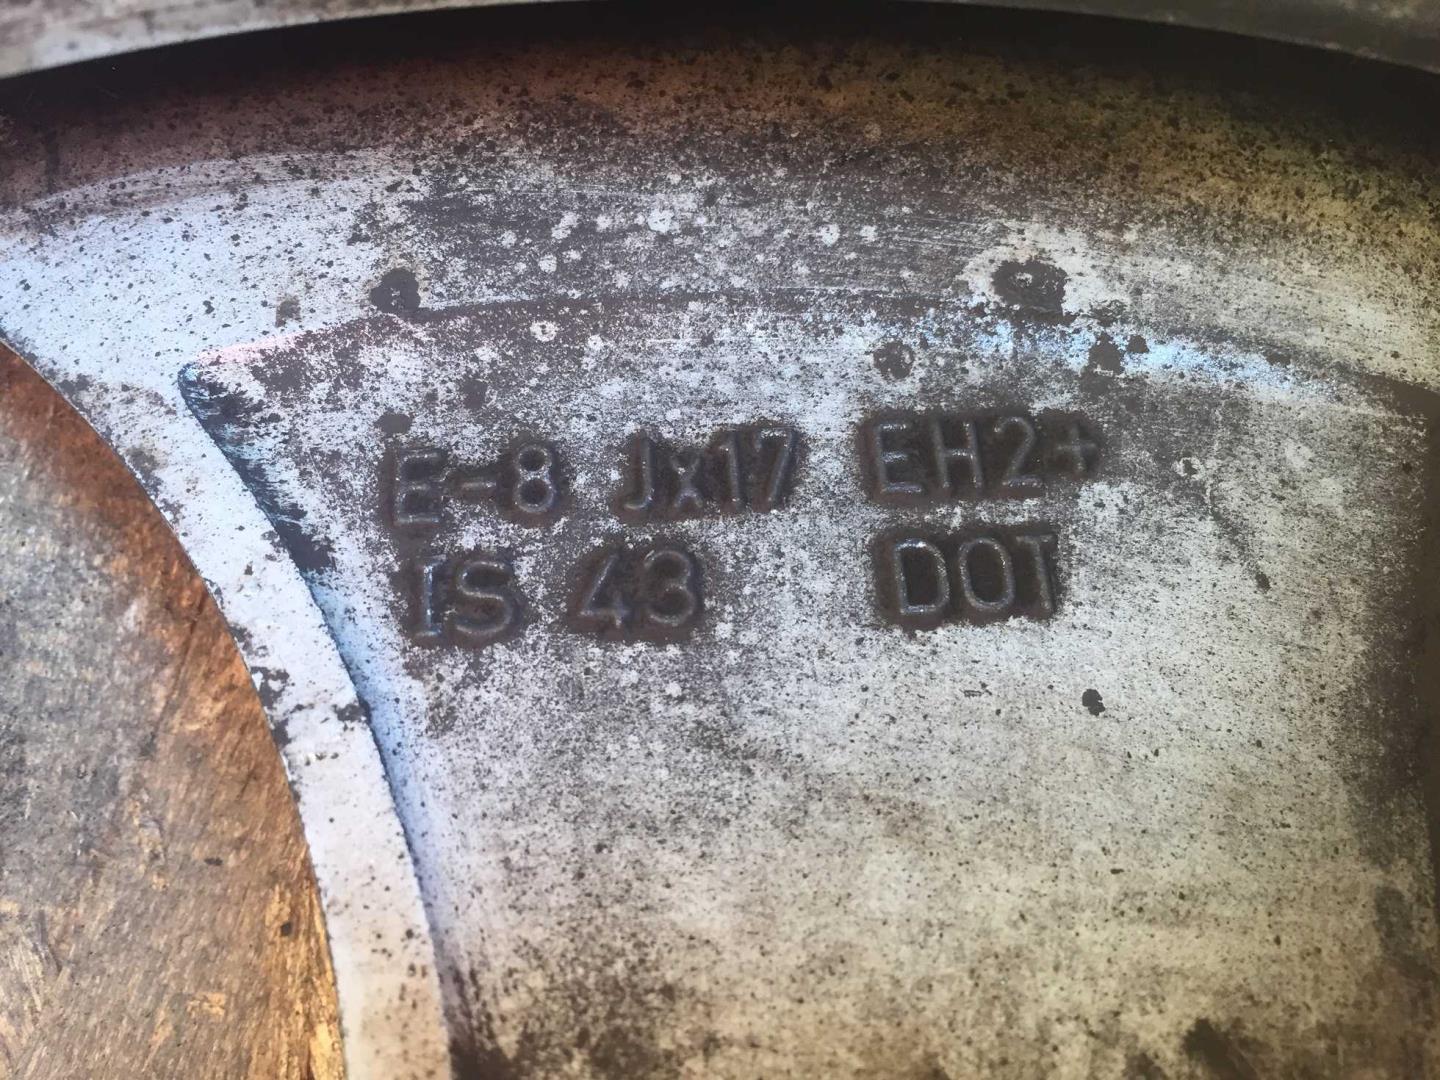 E-8 Jx17 EH2+
IS 43 DOT